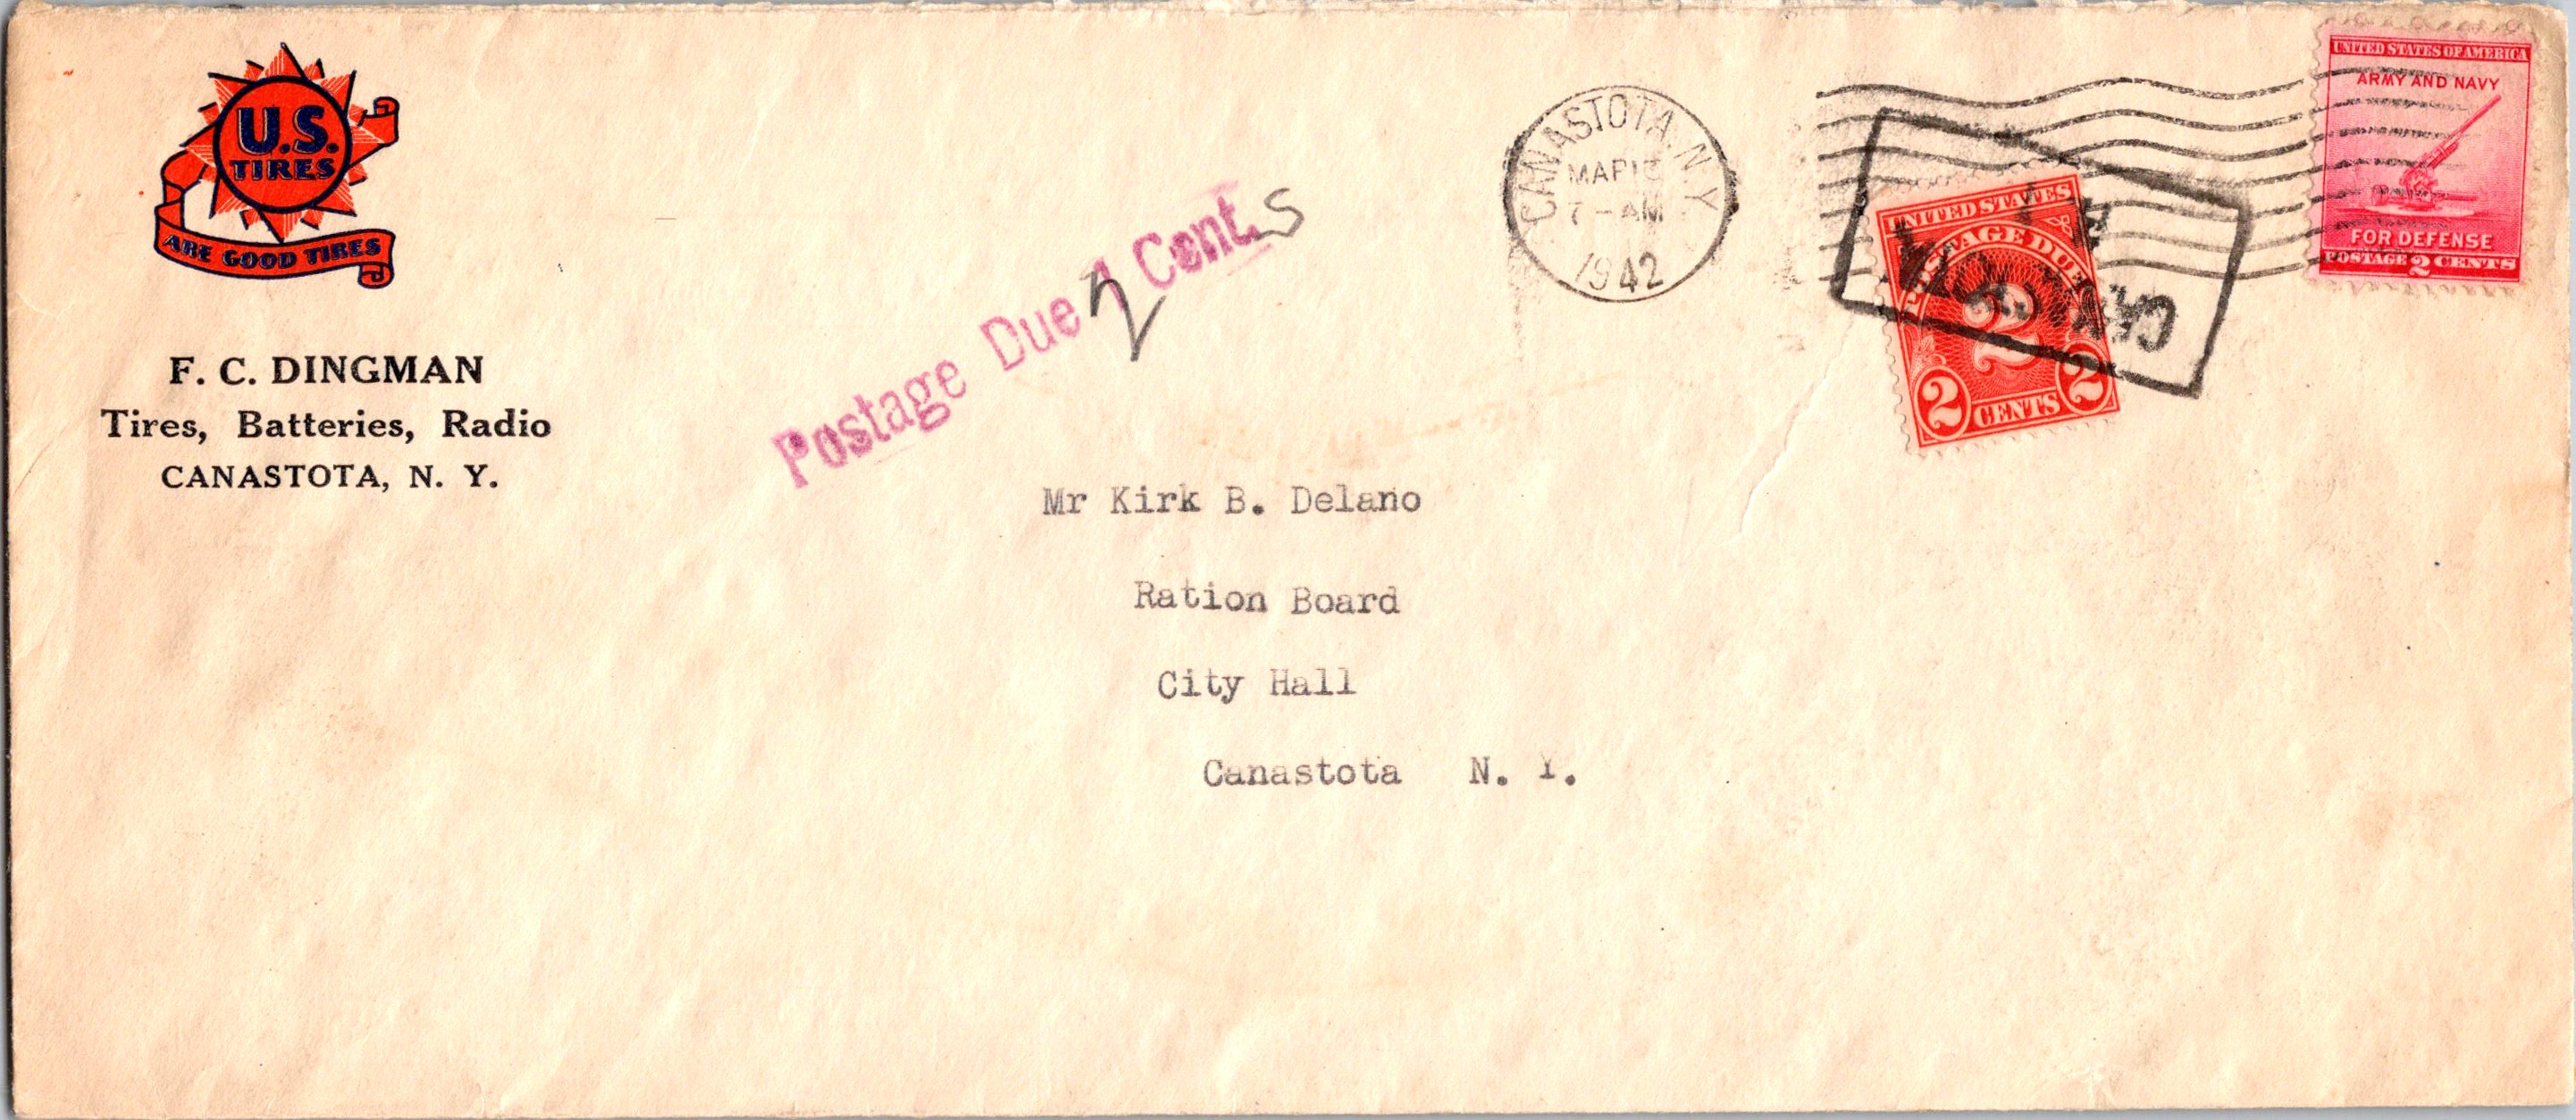 U.S.
TIRES
ARE GOOD TIRES
F. C. DINGMAN
Tires, Batteries, Radio
CANASTOTA, N. Y.
Postage Due 2 Cents
CANASTOTA, N.Y.
7-AM
1942
UNITED STATES
POSTAGE DUE
2
2 CENTS 2
CANASTOTA
N Y
UNITED STATES OF AMERICA
ARMY AND NAVY
FOR DEFENSE
POSTAGE 2 CENTS
Mr Kirk B. Delano
Ration Board
City Hall
Canastota N. Y.